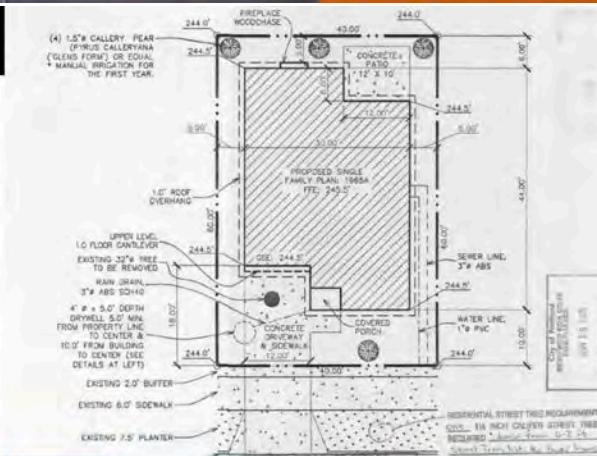 244.0'
FIREPLACE
WOODCHASE
40.00'
244.0'
(4) 1.5"ø CALLERY PEAR
(PYRUS CALLERYANA
('GLENS FORM') OR EQUAL
* MANUAL IRRIGATION FOR
THE FIRST YEAR.
244.5'
CONCRETE
PATIO
12' X 10'
6.00'
244.5'
12.00'
5.00'
30.00'
5.00'
PROPOSED SINGLE
FAMILY PLAN: 1965A
FFE: 245.5'
44.00'
1.0' ROOF
OVERHANG
60.00'
60.00'
UPPER LEVEL
1.0 FLOOR CANTILEVER
244.5'
GSE: 244.5'
SEWER LINE,
3"ø ABS
EXISTING 32"ø TREE
TO BE REMOVED
244.5'
RAIN DRAIN,
3"ø ABS SCH40
18.00'
4' ø x 5.0' DEPTH
DRYWELL 5.0' MIN.
FROM PROPERTY LINE
TO CENTER &
10.0' FROM BUILDING
TO CENTER (SEE
DETAILS AT LEFT)
CONCRETE
DRIVEWAY
& SIDEWALK
12.00'
COVERED
PORCH
WATER LINE,
1"ø PVC
10.00'
244.0'
40.00'
244.0'
EXISTING 2.0' BUFFER
EXISTING 6.0' SIDEWALK
EXISTING 7.5' PLANTER
RESIDENTIAL STREET TREE REQUIREMENT
ONE 1½ INCH CALIPER STREET TREE
REQUIRED